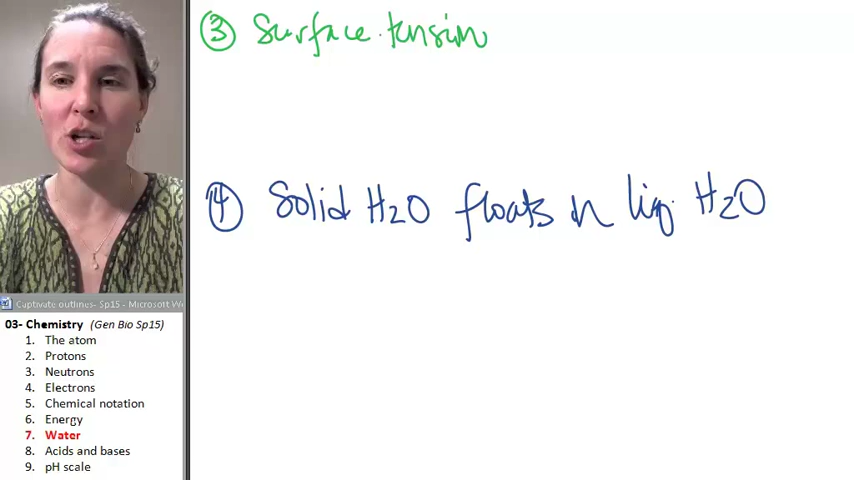 ③ Surface tension
④ Solid H2O floats in liq. H2O
Captivate outlines- Sp15 - Microsoft W
03- Chemistry (Gen Bio Sp15)
1. The atom
2. Protons
3. Neutrons
4. Electrons
5. Chemical notation
6. Energy
7. Water
8. Acids and bases
9. pH scale